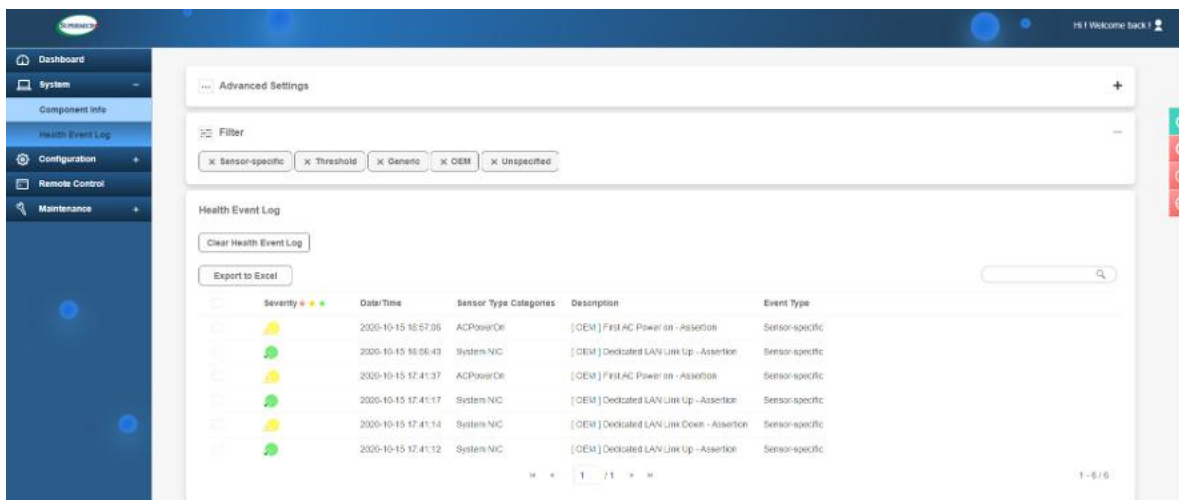 SUPERMICR
Hi ! Welcome back !
Dashboard
System −
Component Info
Health Event Log
Configuration +
Remote Control
Maintenance +
Advanced Settings +
Filter −
× Sensor-specific × Threshold × Generic × OEM × Unspecified
Health Event Log
Clear Health Event Log
Export to Excel
Severity Date/Time Sensor Type Categories Description Event Type
2020-10-15 18:57:06 ACPowerOn [ OEM ] First AC Power on - Assertion Sensor-specific
2020-10-15 18:56:43 System NIC [ OEM ] Dedicated LAN Link Up - Assertion Sensor-specific
2020-10-15 17:41:37 ACPowerOn [ OEM ] First AC Power on - Assertion Sensor-specific
2020-10-15 17:41:17 System NIC [ OEM ] Dedicated LAN Link Up - Assertion Sensor-specific
2020-10-15 17:41:14 System NIC [ OEM ] Dedicated LAN Link Down - Assertion Sensor-specific
2020-10-15 17:41:12 System NIC [ OEM ] Dedicated LAN Link Up - Assertion Sensor-specific
1 / 1
1 - 6 / 6